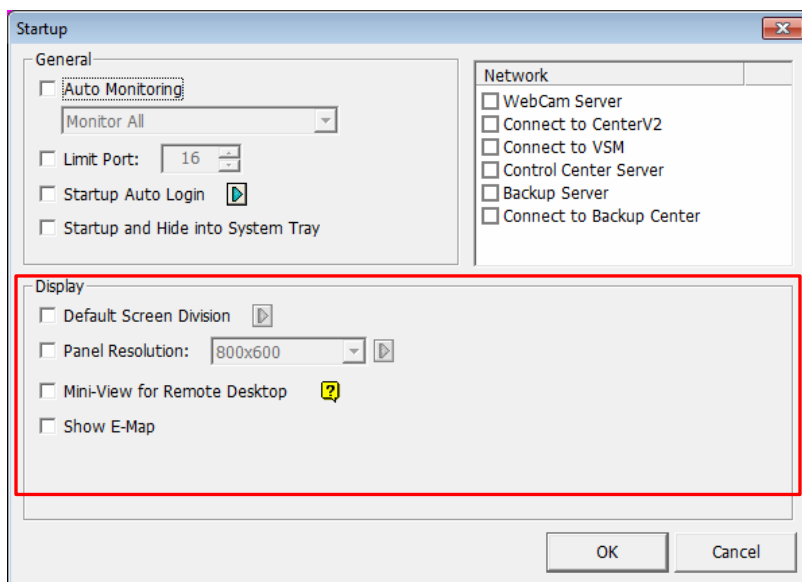 Startup
General
Auto Monitoring
Monitor All
Limit Port: 16
Startup Auto Login
Startup and Hide into System Tray
Network
WebCam Server
Connect to CenterV2
Connect to VSM
Control Center Server
Backup Server
Connect to Backup Center
Display
Default Screen Division
Panel Resolution: 800x600
Mini-View for Remote Desktop ?
Show E-Map
OK Cancel